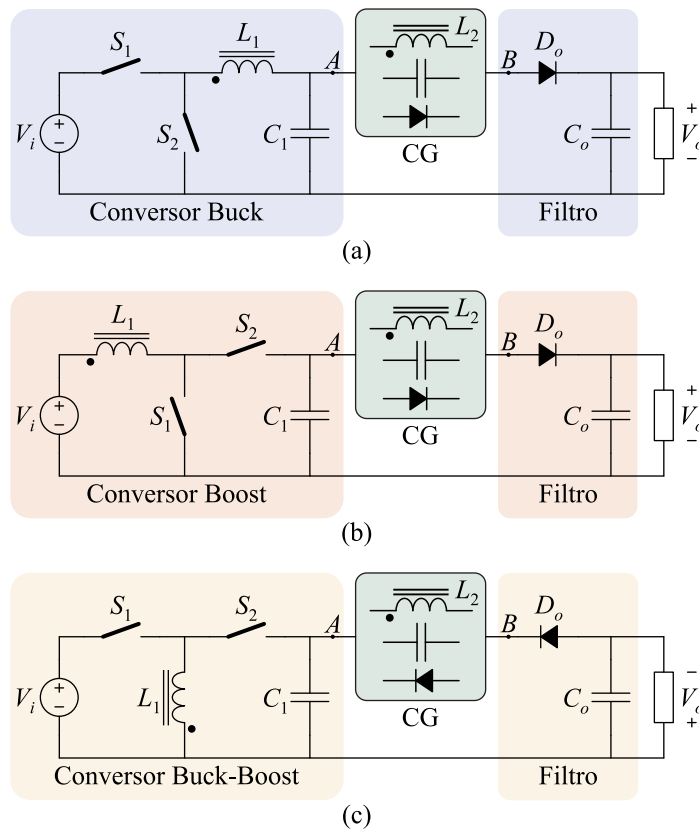 L₂
L₁
S₁
A
B
Dₒ
+
+
Vᵢ
−
S₂
C₁
Cₒ
Vₒ
−
CG
Conversor Buck
Filtro
(a)
L₂
L₁
S₂
A
B
Dₒ
+
+
Vᵢ
−
S₁
C₁
Cₒ
Vₒ
−
CG
Conversor Boost
Filtro
(b)
L₂
S₁
S₂
A
B
Dₒ
−
+
Vᵢ
−
L₁
C₁
Cₒ
Vₒ
+
CG
Conversor Buck-Boost
Filtro
(c)